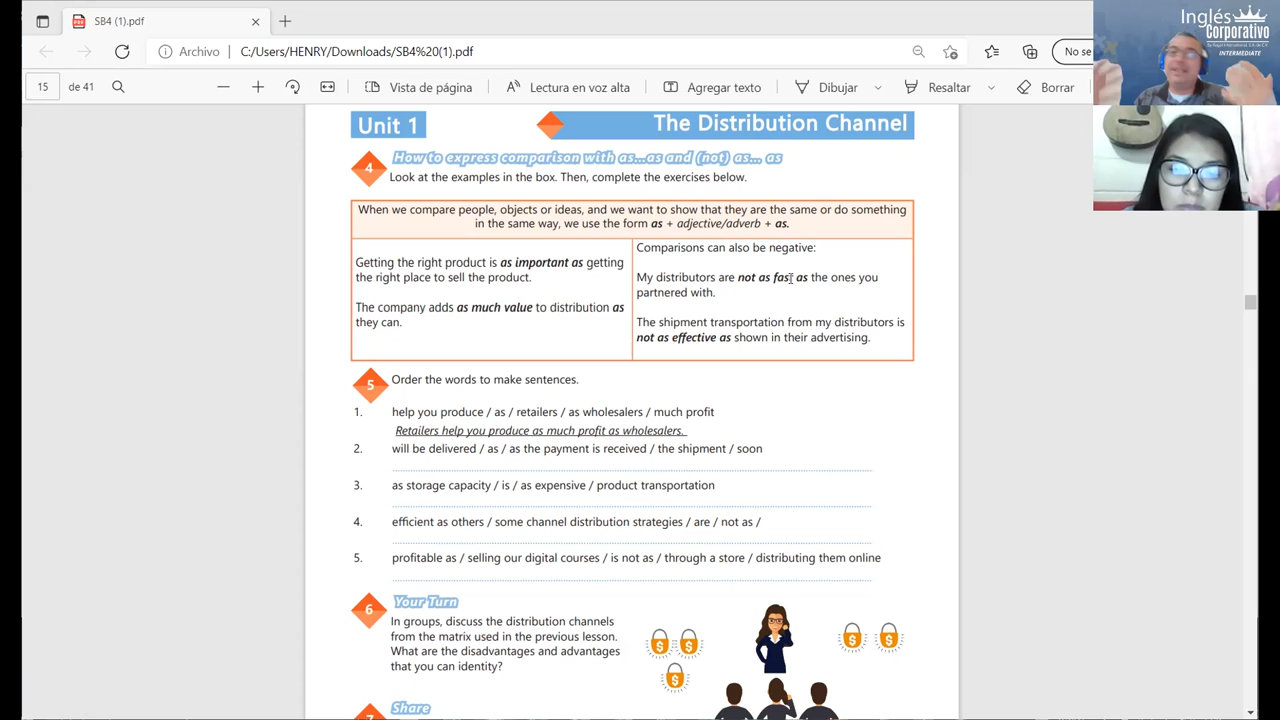 SB4 (1).pdf
Archivo
C:/Users/HENRY/Downloads/SB4%20(1).pdf
No se
15
de 41
Vista de página
Lectura en voz alta
Agregar texto
Dibujar
Resaltar
Borrar
Inglés
Corporativo
INTERMEDIATE
Unit 1
The Distribution Channel
4
How to express comparison with as...as and (not) as... as
Look at the examples in the box. Then, complete the exercises below.
When we compare people, objects or ideas, and we want to show that they are the same or do something
in the same way, we use the form as + adjective/adverb + as.
Getting the right product is as important as getting
the right place to sell the product.
The company adds as much value to distribution as
they can.
Comparisons can also be negative:
My distributors are not as fast as the ones you
partnered with.
The shipment transportation from my distributors is
not as effective as shown in their advertising.
5
Order the words to make sentences.
1. help you produce / as / retailers / as wholesalers / much profit
Retailers help you produce as much profit as wholesalers.
2. will be delivered / as / as the payment is received / the shipment / soon
3. as storage capacity / is / as expensive / product transportation
4. efficient as others / some channel distribution strategies / are / not as /
5. profitable as / selling our digital courses / is not as / through a store / distributing them online
6
Your Turn
In groups, discuss the distribution channels
from the matrix used in the previous lesson.
What are the disadvantages and advantages
that you can identity?
$ $ $ $ $
7
Share